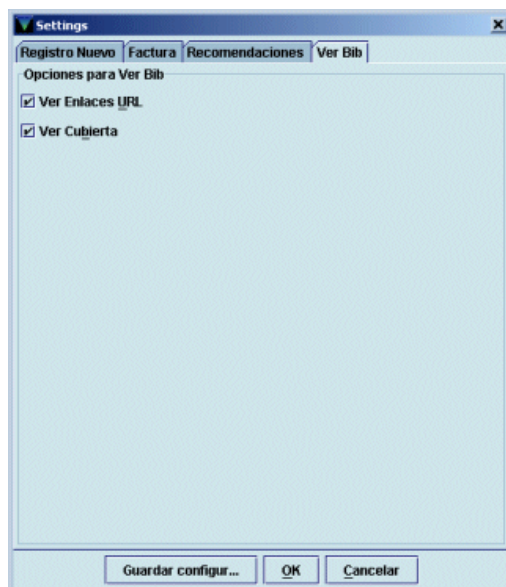 Settings
Registro Nuevo Factura Recomendaciones Ver Bib
Opciones para Ver Bib
Ver Enlaces URL
Ver Cubierta
Guardar configur... OK Cancelar